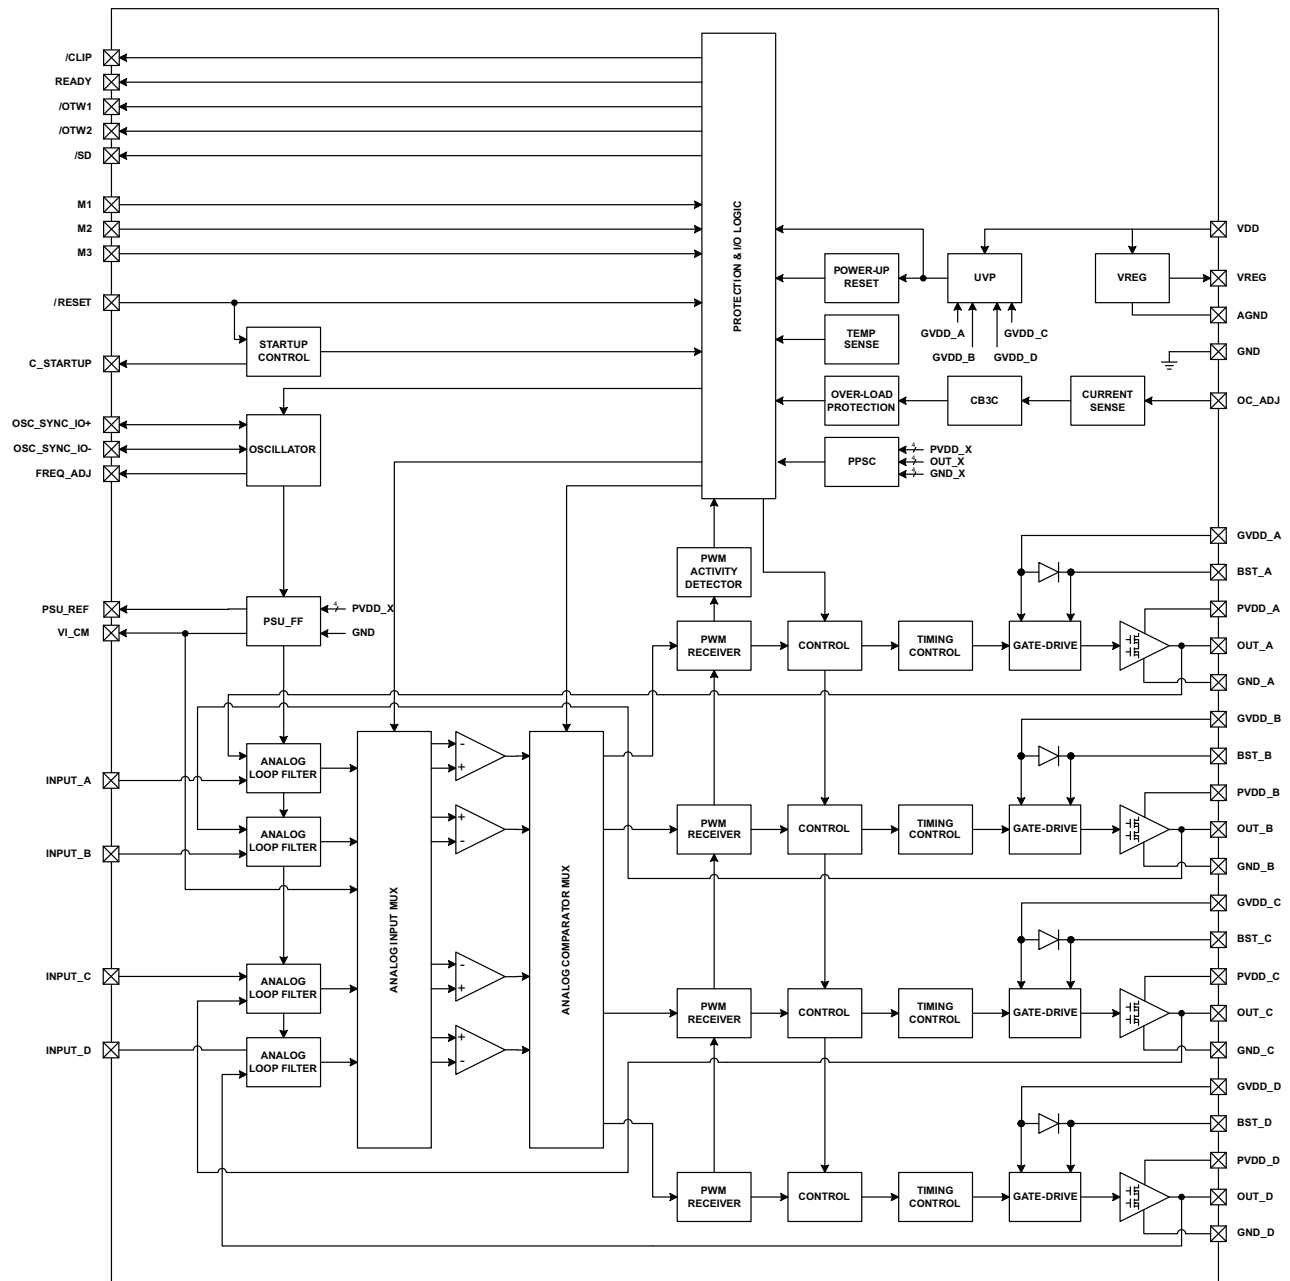 /CLIP
READY
/OTW1
/OTW2
/SD
M1
M2
M3
/RESET
C_STARTUP
OSC_SYNC_IO+
OSC_SYNC_IO-
FREQ_ADJ
PSU_REF
VI_CM
INPUT_A
INPUT_B
INPUT_C
INPUT_D
STARTUP
CONTROL
OSCILLATOR
PSU_FF
4
PVDD_X
GND
ANALOG
LOOP FILTER
ANALOG
LOOP FILTER
ANALOG
LOOP FILTER
ANALOG
LOOP FILTER
ANALOG INPUT MUX
-
+
+
-
-
+
+
-
ANALOG COMPARATOR MUX
PROTECTION & I/O LOGIC
POWER-UP
RESET
UVP
GVDD_A
GVDD_C
GVDD_B
GVDD_D
VREG
TEMP
SENSE
OVER-LOAD
PROTECTION
CB3C
CURRENT
SENSE
PPSC
4
PVDD_X
4
OUT_X
4
GND_X
PWM
ACTIVITY
DETECTOR
PWM
RECEIVER
CONTROL
TIMING
CONTROL
GATE-DRIVE
PWM
RECEIVER
CONTROL
TIMING
CONTROL
GATE-DRIVE
PWM
RECEIVER
CONTROL
TIMING
CONTROL
GATE-DRIVE
PWM
RECEIVER
CONTROL
TIMING
CONTROL
GATE-DRIVE
VDD
VREG
AGND
GND
OC_ADJ
GVDD_A
BST_A
PVDD_A
OUT_A
GND_A
GVDD_B
BST_B
PVDD_B
OUT_B
GND_B
GVDD_C
BST_C
PVDD_C
OUT_C
GND_C
GVDD_D
BST_D
PVDD_D
OUT_D
GND_D